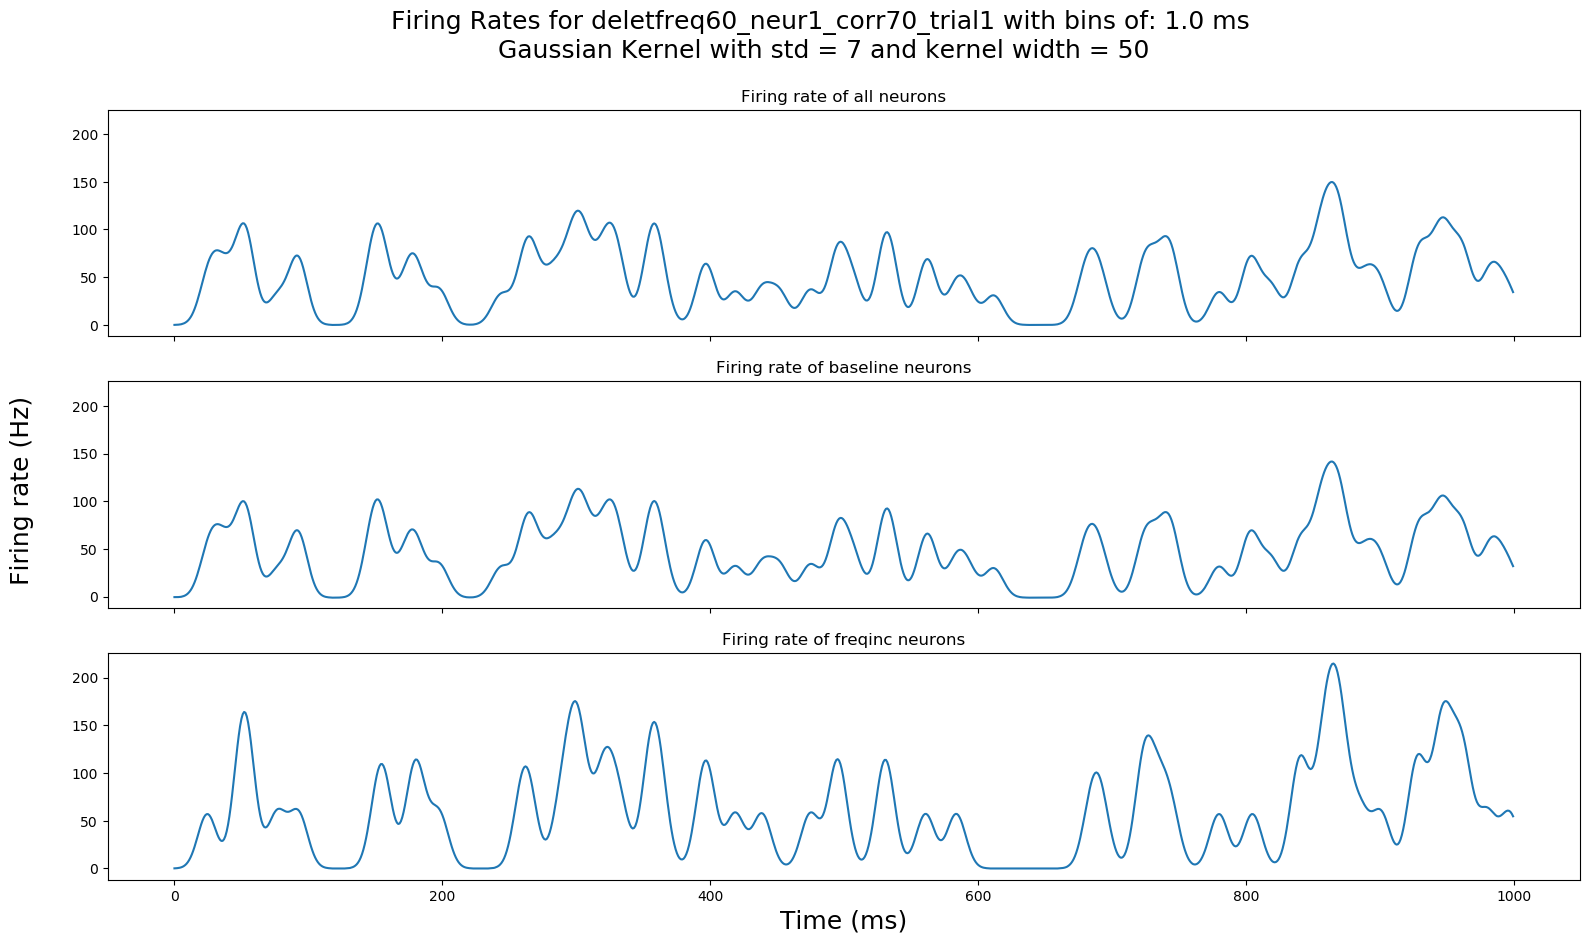 Firing Rates for deletfreq60_neur1_corr70_trial1 with bins of: 1.0 ms
Gaussian Kernel with std = 7 and kernel width = 50
Firing rate of all neurons
200
150
100
50
0
Firing rate of baseline neurons
200
150
100
50
0
Firing rate (Hz)
Firing rate of freqinc neurons
200
150
100
50
0
0 200 400 600 800 1000
Time (ms)